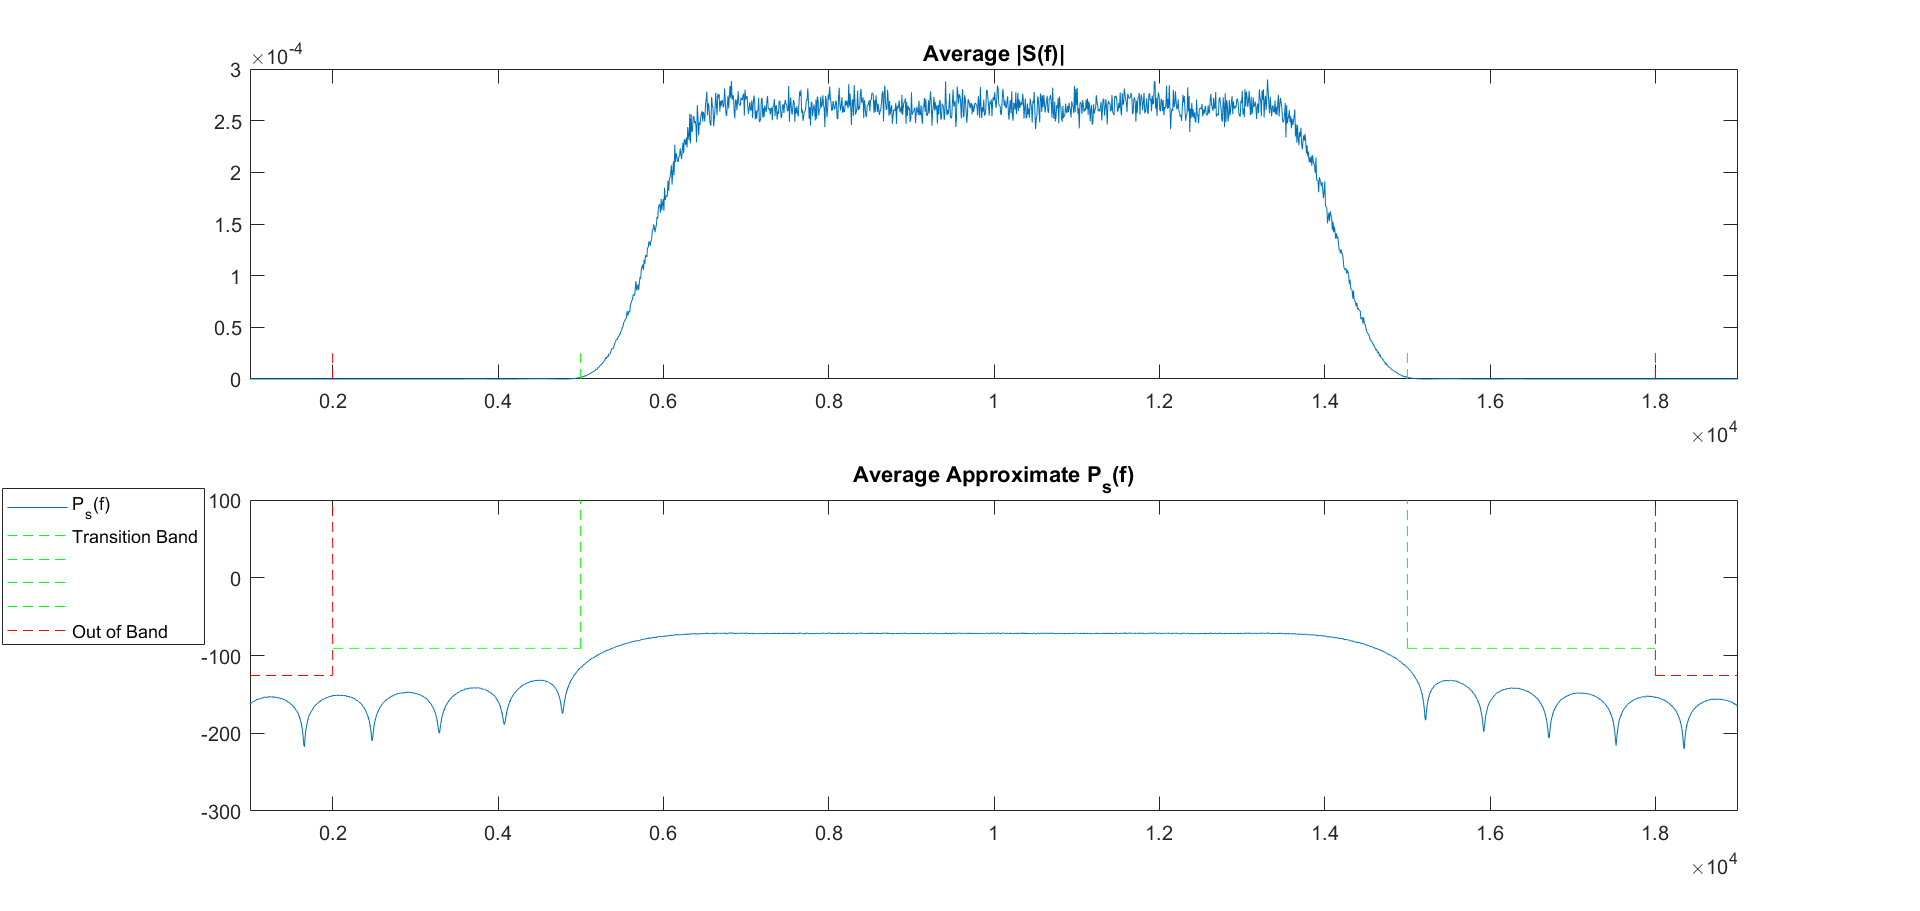 Average |S(f)|
×10-4
3
2.5
2
1.5
1
0.5
0
0.2 0.4 0.6 0.8 1 1.2 1.4 1.6 1.8
×104
Average Approximate Ps(f)
Ps(f)
Transition Band
Out of Band
100
0
-100
-200
-300
0.2 0.4 0.6 0.8 1 1.2 1.4 1.6 1.8
×104